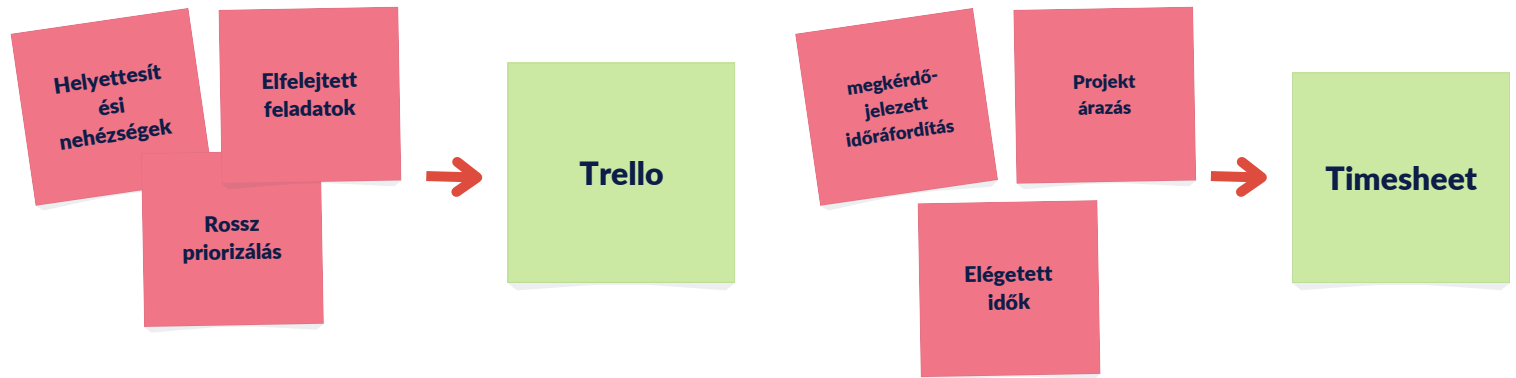 Helyettesít
ési
nehézségek
Elfelejtett
feladatok
Rossz
priorizálás
Trello
megkérdő-
jelezett
időráfordítás
Projekt
árazás
Elégetett
idők
Timesheet